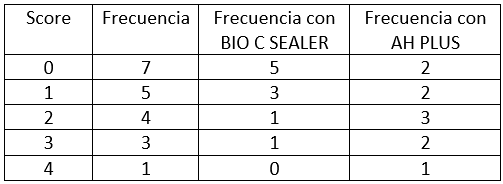 Score Frecuencia Frecuencia con BIO C SEALER Frecuencia con AH PLUS
0 7 5 2
1 5 3 2
2 4 1 3
3 3 1 2
4 1 0 1